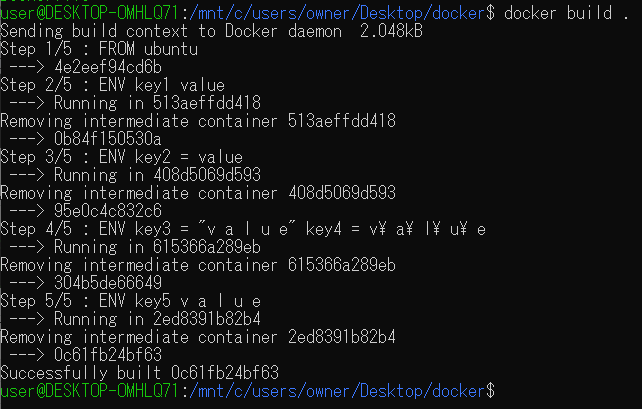 user@DESKTOP-OMHLQ71:/mnt/c/users/owner/Desktop/docker$ docker build .
Sending build context to Docker daemon  2.048kB
Step 1/5 : FROM ubuntu
 ---> 4e2eef94cd6b
Step 2/5 : ENV key1 value
 ---> Running in 513aeffdd418
Removing intermediate container 513aeffdd418
 ---> 0b84f150530a
Step 3/5 : ENV key2 = value
 ---> Running in 408d5069d593
Removing intermediate container 408d5069d593
 ---> 95e0c4c832c6
Step 4/5 : ENV key3 = "v a l u e" key4 = v¥ a¥ l¥ u¥ e
 ---> Running in 615366a289eb
Removing intermediate container 615366a289eb
 ---> 304b5de66649
Step 5/5 : ENV key5 v a l u e
 ---> Running in 2ed8391b82b4
Removing intermediate container 2ed8391b82b4
 ---> 0c61fb24bf63
Successfully built 0c61fb24bf63
user@DESKTOP-OMHLQ71:/mnt/c/users/owner/Desktop/docker$